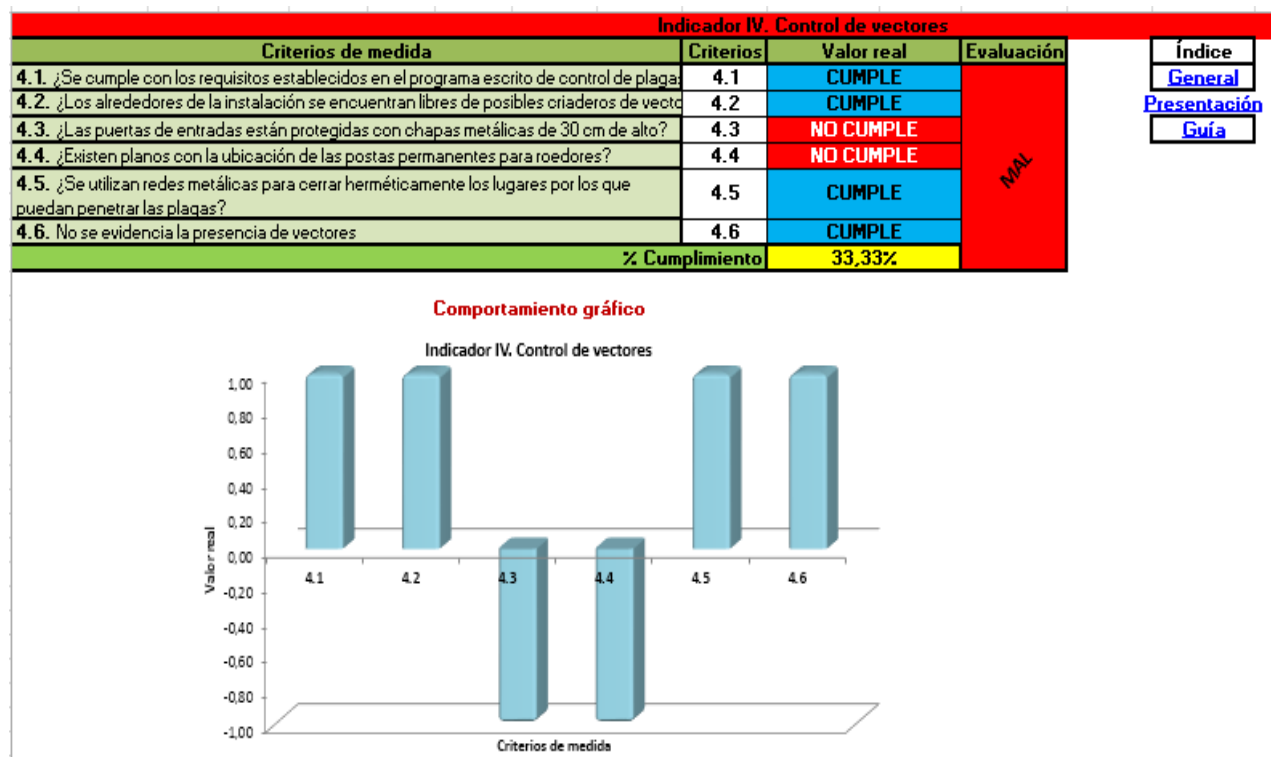 Indicador IV. Control de vectores
Criterios de medida Criterios Valor real Evaluación Índice
4.1. ¿Se cumple con los requisitos establecidos en el programa escrito de control de plagas 4.1 CUMPLE General
4.2. ¿Los alrededores de la instalación se encuentran libres de posibles criaderos de vecto 4.2 CUMPLE Presentación
4.3. ¿Las puertas de entradas están protegidas con chapas metálicas de 30 cm de alto? 4.3 NO CUMPLE Guía
4.4. ¿Existen planos con la ubicación de las postas permanentes para roedores? 4.4 NO CUMPLE
MAL
4.5. ¿Se utilizan redes metálicas para cerrar herméticamente los lugares por los que
puedan penetrar las plagas? 4.5 CUMPLE
4.6. No se evidencia la presencia de vectores 4.6 CUMPLE
% Cumplimiento 33,33%
Comportamiento gráfico
Indicador IV. Control de vectores
1,00
0,80
0,60
0,40
0,20
0,00
-0,20
-0,40
-0,60
-0,80
-1,00
Valor real
4.1 4.2 4.3 4.4 4.5 4.6
Criterios de medida